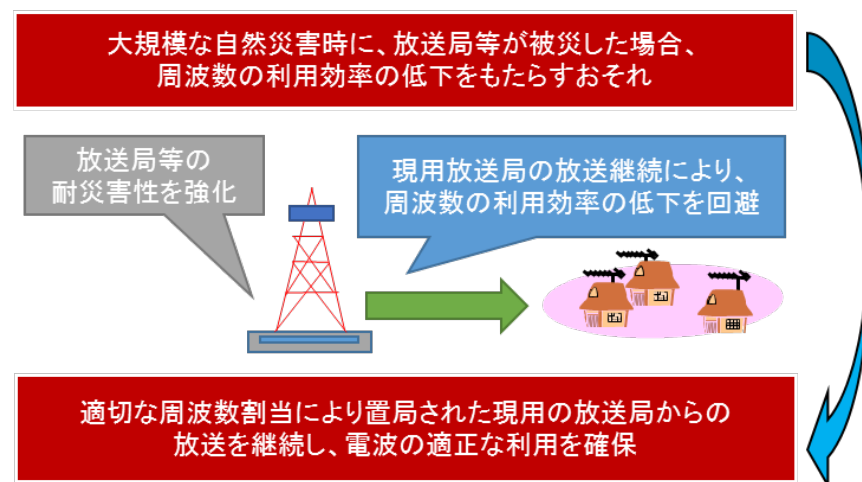 大規模な自然災害時に、放送局等が被災した場合、
周波数の利用効率の低下をもたらすおそれ
放送局等の
耐災害性を強化
現用放送局の放送継続により、
周波数の利用効率の低下を回避
適切な周波数割当により置局された現用の放送局からの
放送を継続し、電波の適正な利用を確保